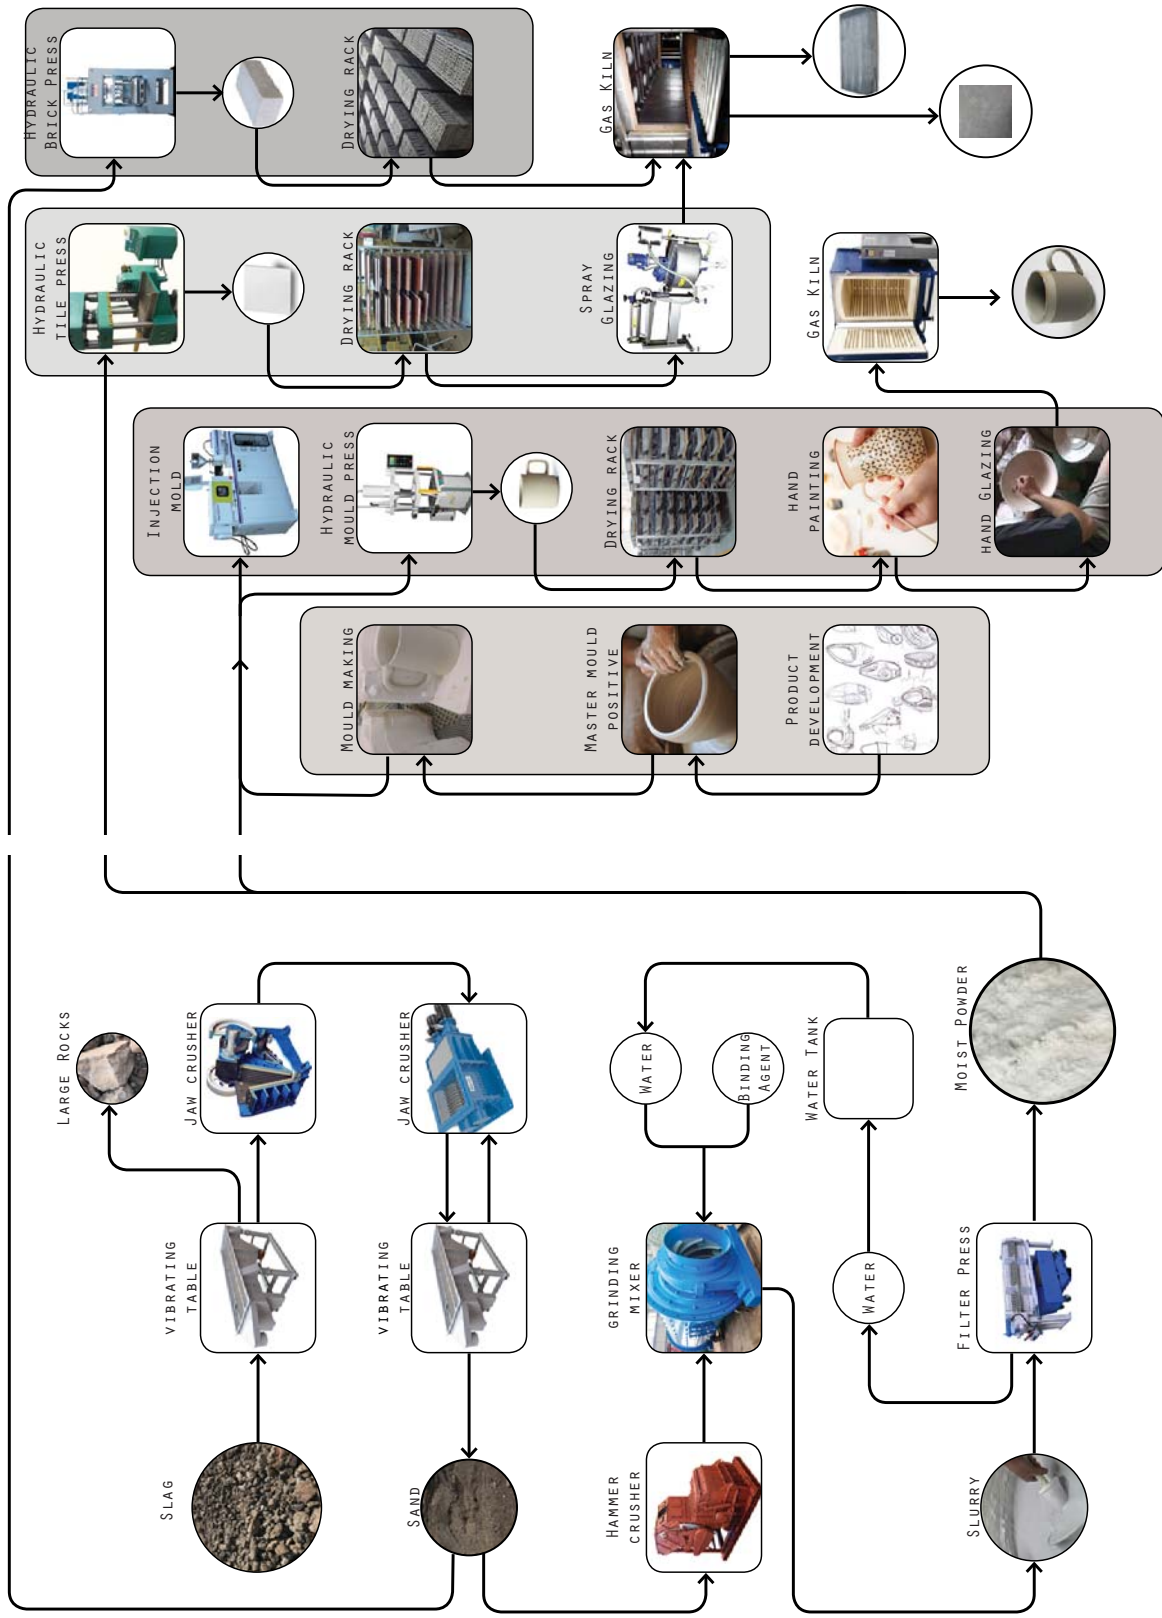 LARGE ROCKS
SLAG
VIBRATING
TABLE
JAW CRUSHER
SAND
VIBRATING
TABLE
JAW CRUSHER
HAMMER
CRUSHER
GRINDING
MIXER
WATER
BINDING
AGENT
WATER
WATER TANK
SLURRY
FILTER PRESS
MOIST POWDER
MOULD MAKING
MASTER MOULD
POSITIVE
PRODUCT
DEVELOPMENT
INJECTION
MOLD
HYDRAULIC
MOULD PRESS
DRYING RACK
HAND
PAINTING
HAND GLAZING
HYDRAULIC
TILE PRESS
DRYING RACK
SPRAY
GLAZING
GAS KILN
HYDRAULIC
BRICK PRESS
DRYING RACK
GAS KILN